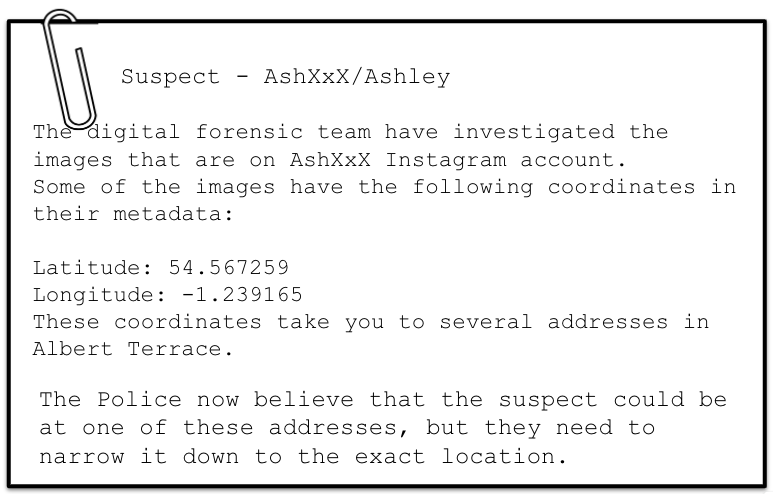 Suspect - AshXxX/Ashley
The digital forensic team have investigated the
images that are on AshXxX Instagram account.
Some of the images have the following coordinates in
their metadata:
Latitude: 54.567259
Longitude: -1.239165
These coordinates take you to several addresses in
Albert Terrace.
The Police now believe that the suspect could be
at one of these addresses, but they need to
narrow it down to the exact location.